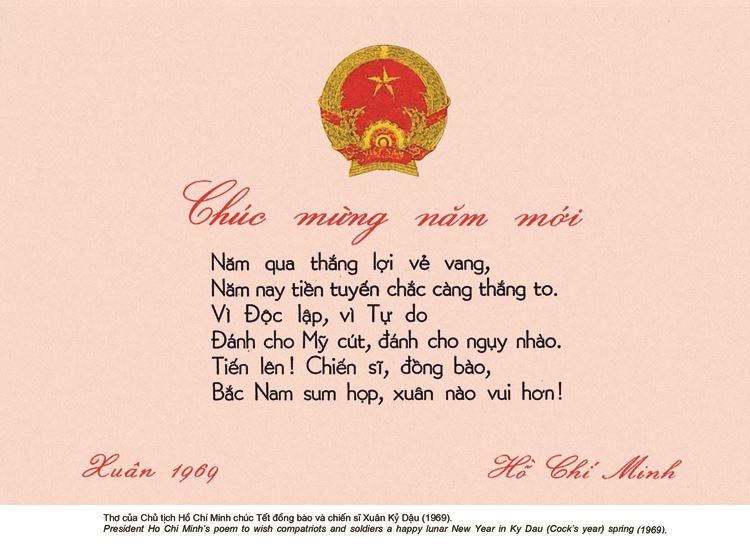 Chúc mừng năm mới
Năm qua thắng lợi vẻ vang,
Năm nay tiền tuyến chắc càng thắng to.
Vì Độc lập, vì Tự do
Đánh cho Mỹ cút, đánh cho ngụy nhào.
Tiến lên! Chiến sĩ, đồng bào,
Bắc Nam sum họp, xuân nào vui hơn!
Xuân 1969
Hồ Chí Minh
Thơ của Chủ tịch Hồ Chí Minh chúc Tết đồng bào và chiến sĩ Xuân Kỷ Dậu (1969).
President Ho Chi Minh's poem to wish compatriots and soldiers a happy lunar New Year in Ky Dau (Cock's year) spring (1969).